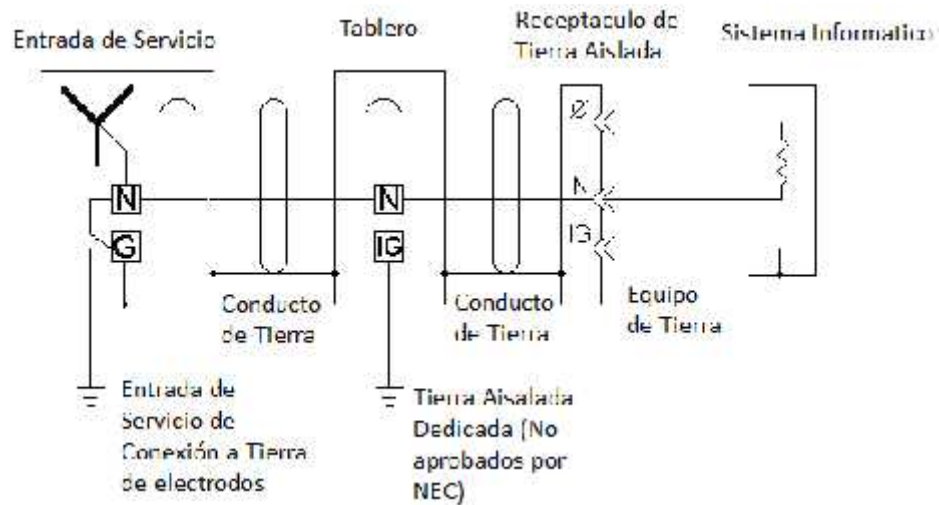 Entrada de Servicio
Tablero
Receptaculo de
Tierra Aislada
Sistema Informatico
Ø
N
N
N
G
IG
IG
Conducto
de Tierra
Conducto
de Tierra
Equipo
de Tierra
Entrada de
Servicio de
Conexión a Tierra
de electrodos
Tierra Aisalada
Dedicada (No
aprobados por
NEC)